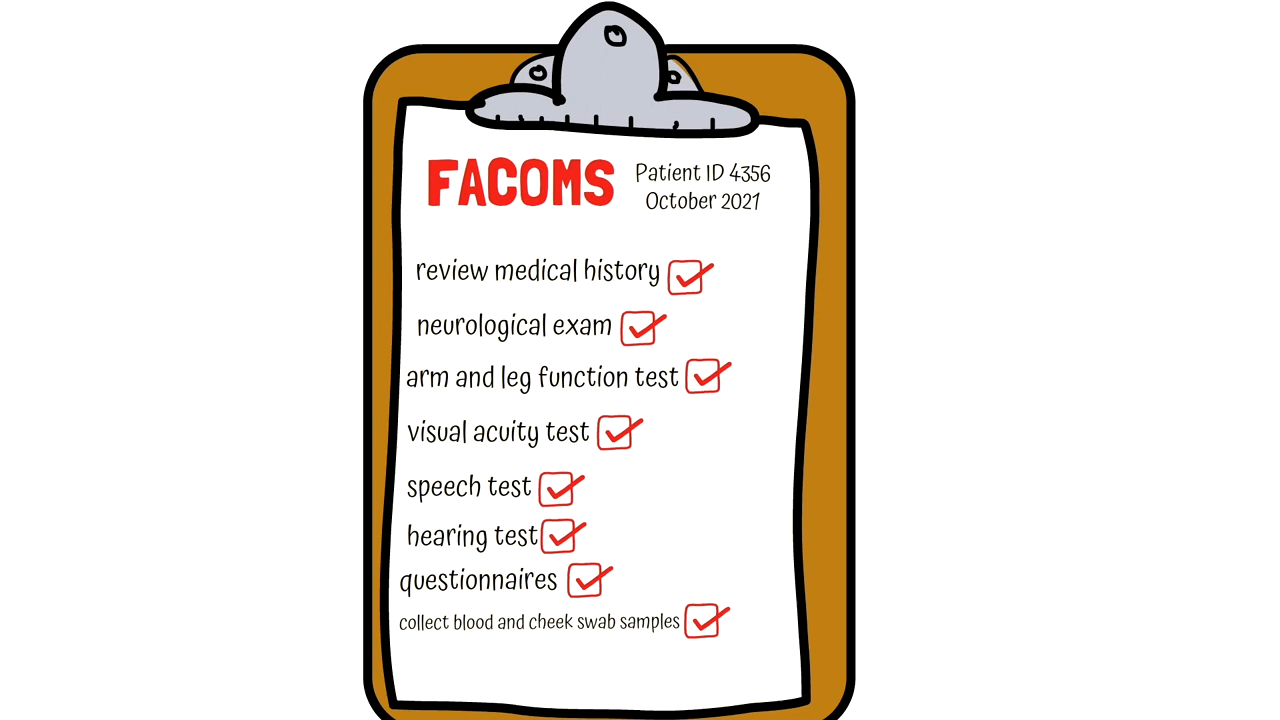 FACOMS
Patient ID 4356
October 2021
review medical history
neurological exam
arm and leg function test
visual acuity test
speech test
hearing test
questionnaires
collect blood and cheek swab samples